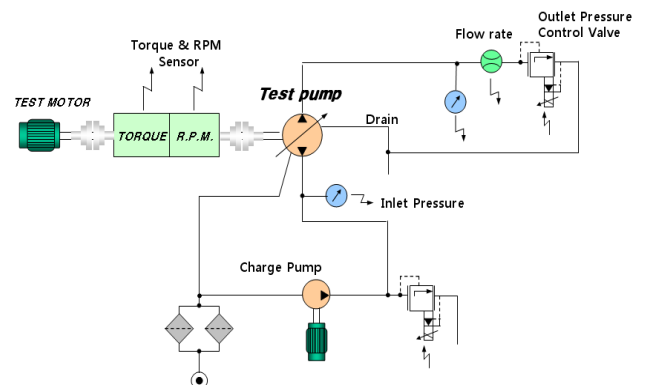 Outlet Pressure
Control Valve
Flow rate
Torque & RPM
Sensor
Test pump
TEST MOTOR
TORQUE
R.P.M.
Drain
Inlet Pressure
Charge Pump